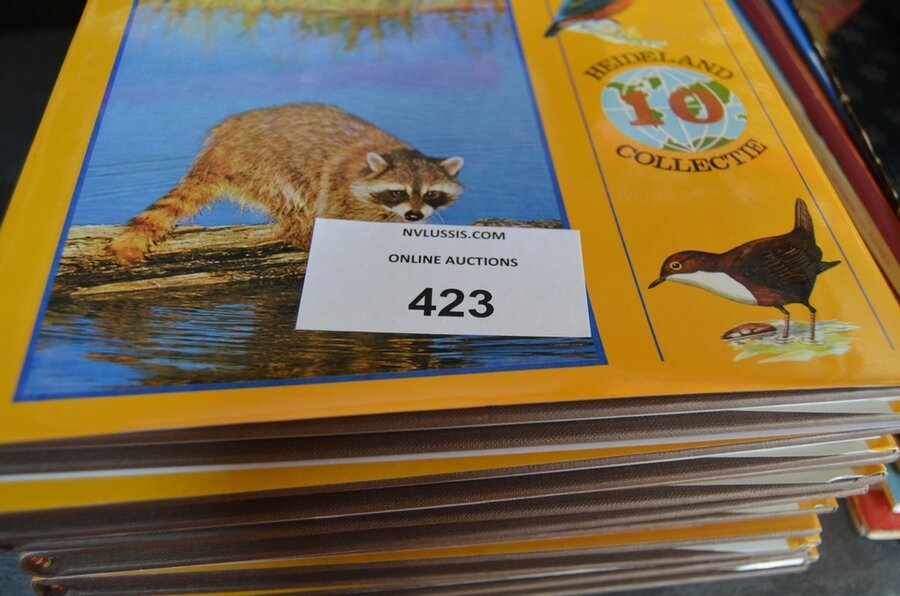 HEIDELAND
10
COLLECTIE
NVLUSSIS.COM
ONLINE AUCTIONS
423